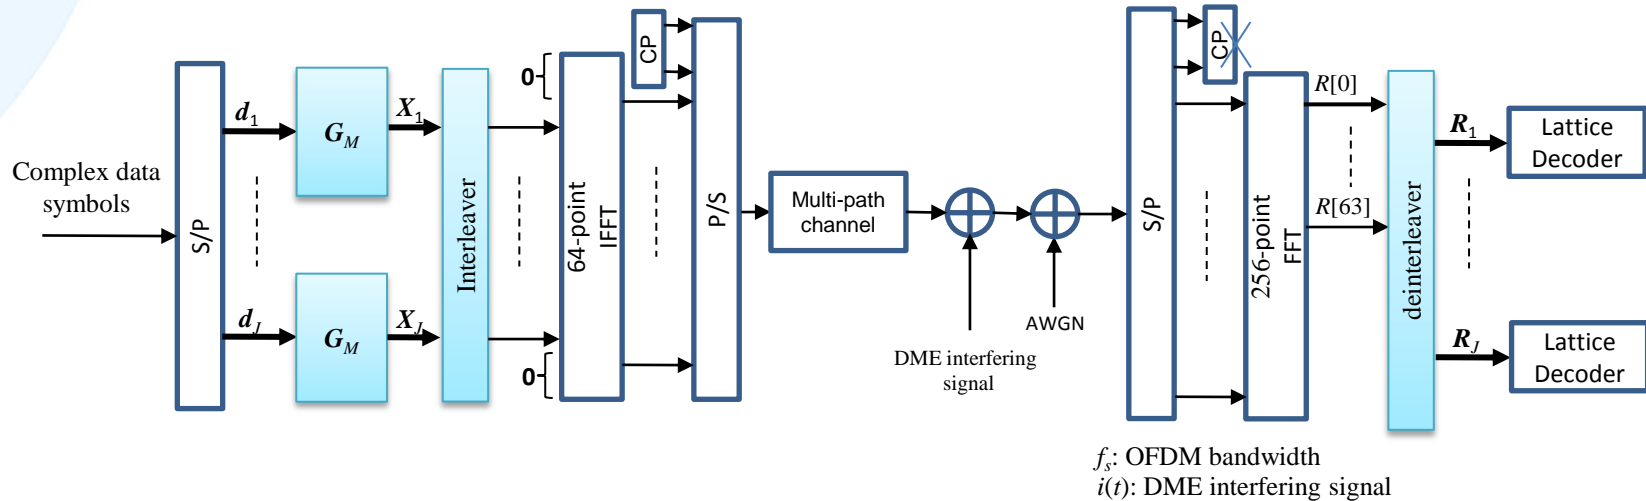 Complex data
symbols
S/P
d1
dJ
GM
GM
X1
XJ
Interleaver
0
0
64-point
IFFT
CP
P/S
Multi-path
channel
DME interfering
signal
AWGN
S/P
CP
256-point
FFT
R[0]
R[63]
deinterleaver
R1
RJ
Lattice
Decoder
Lattice
Decoder
fs: OFDM bandwidth
i(t): DME interfering signal